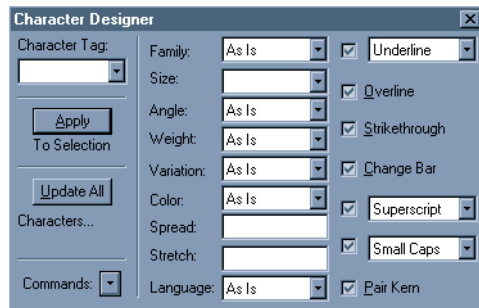 Character Designer
Character Tag:
Apply
To Selection
Update All
Characters...
Commands:
Family: As Is
Size:
Angle: As Is
Weight: As Is
Variation: As Is
Color: As Is
Spread:
Stretch:
Language: As Is
Underline
Overline
Strikethrough
Change Bar
Superscript
Small Caps
Pair Kern